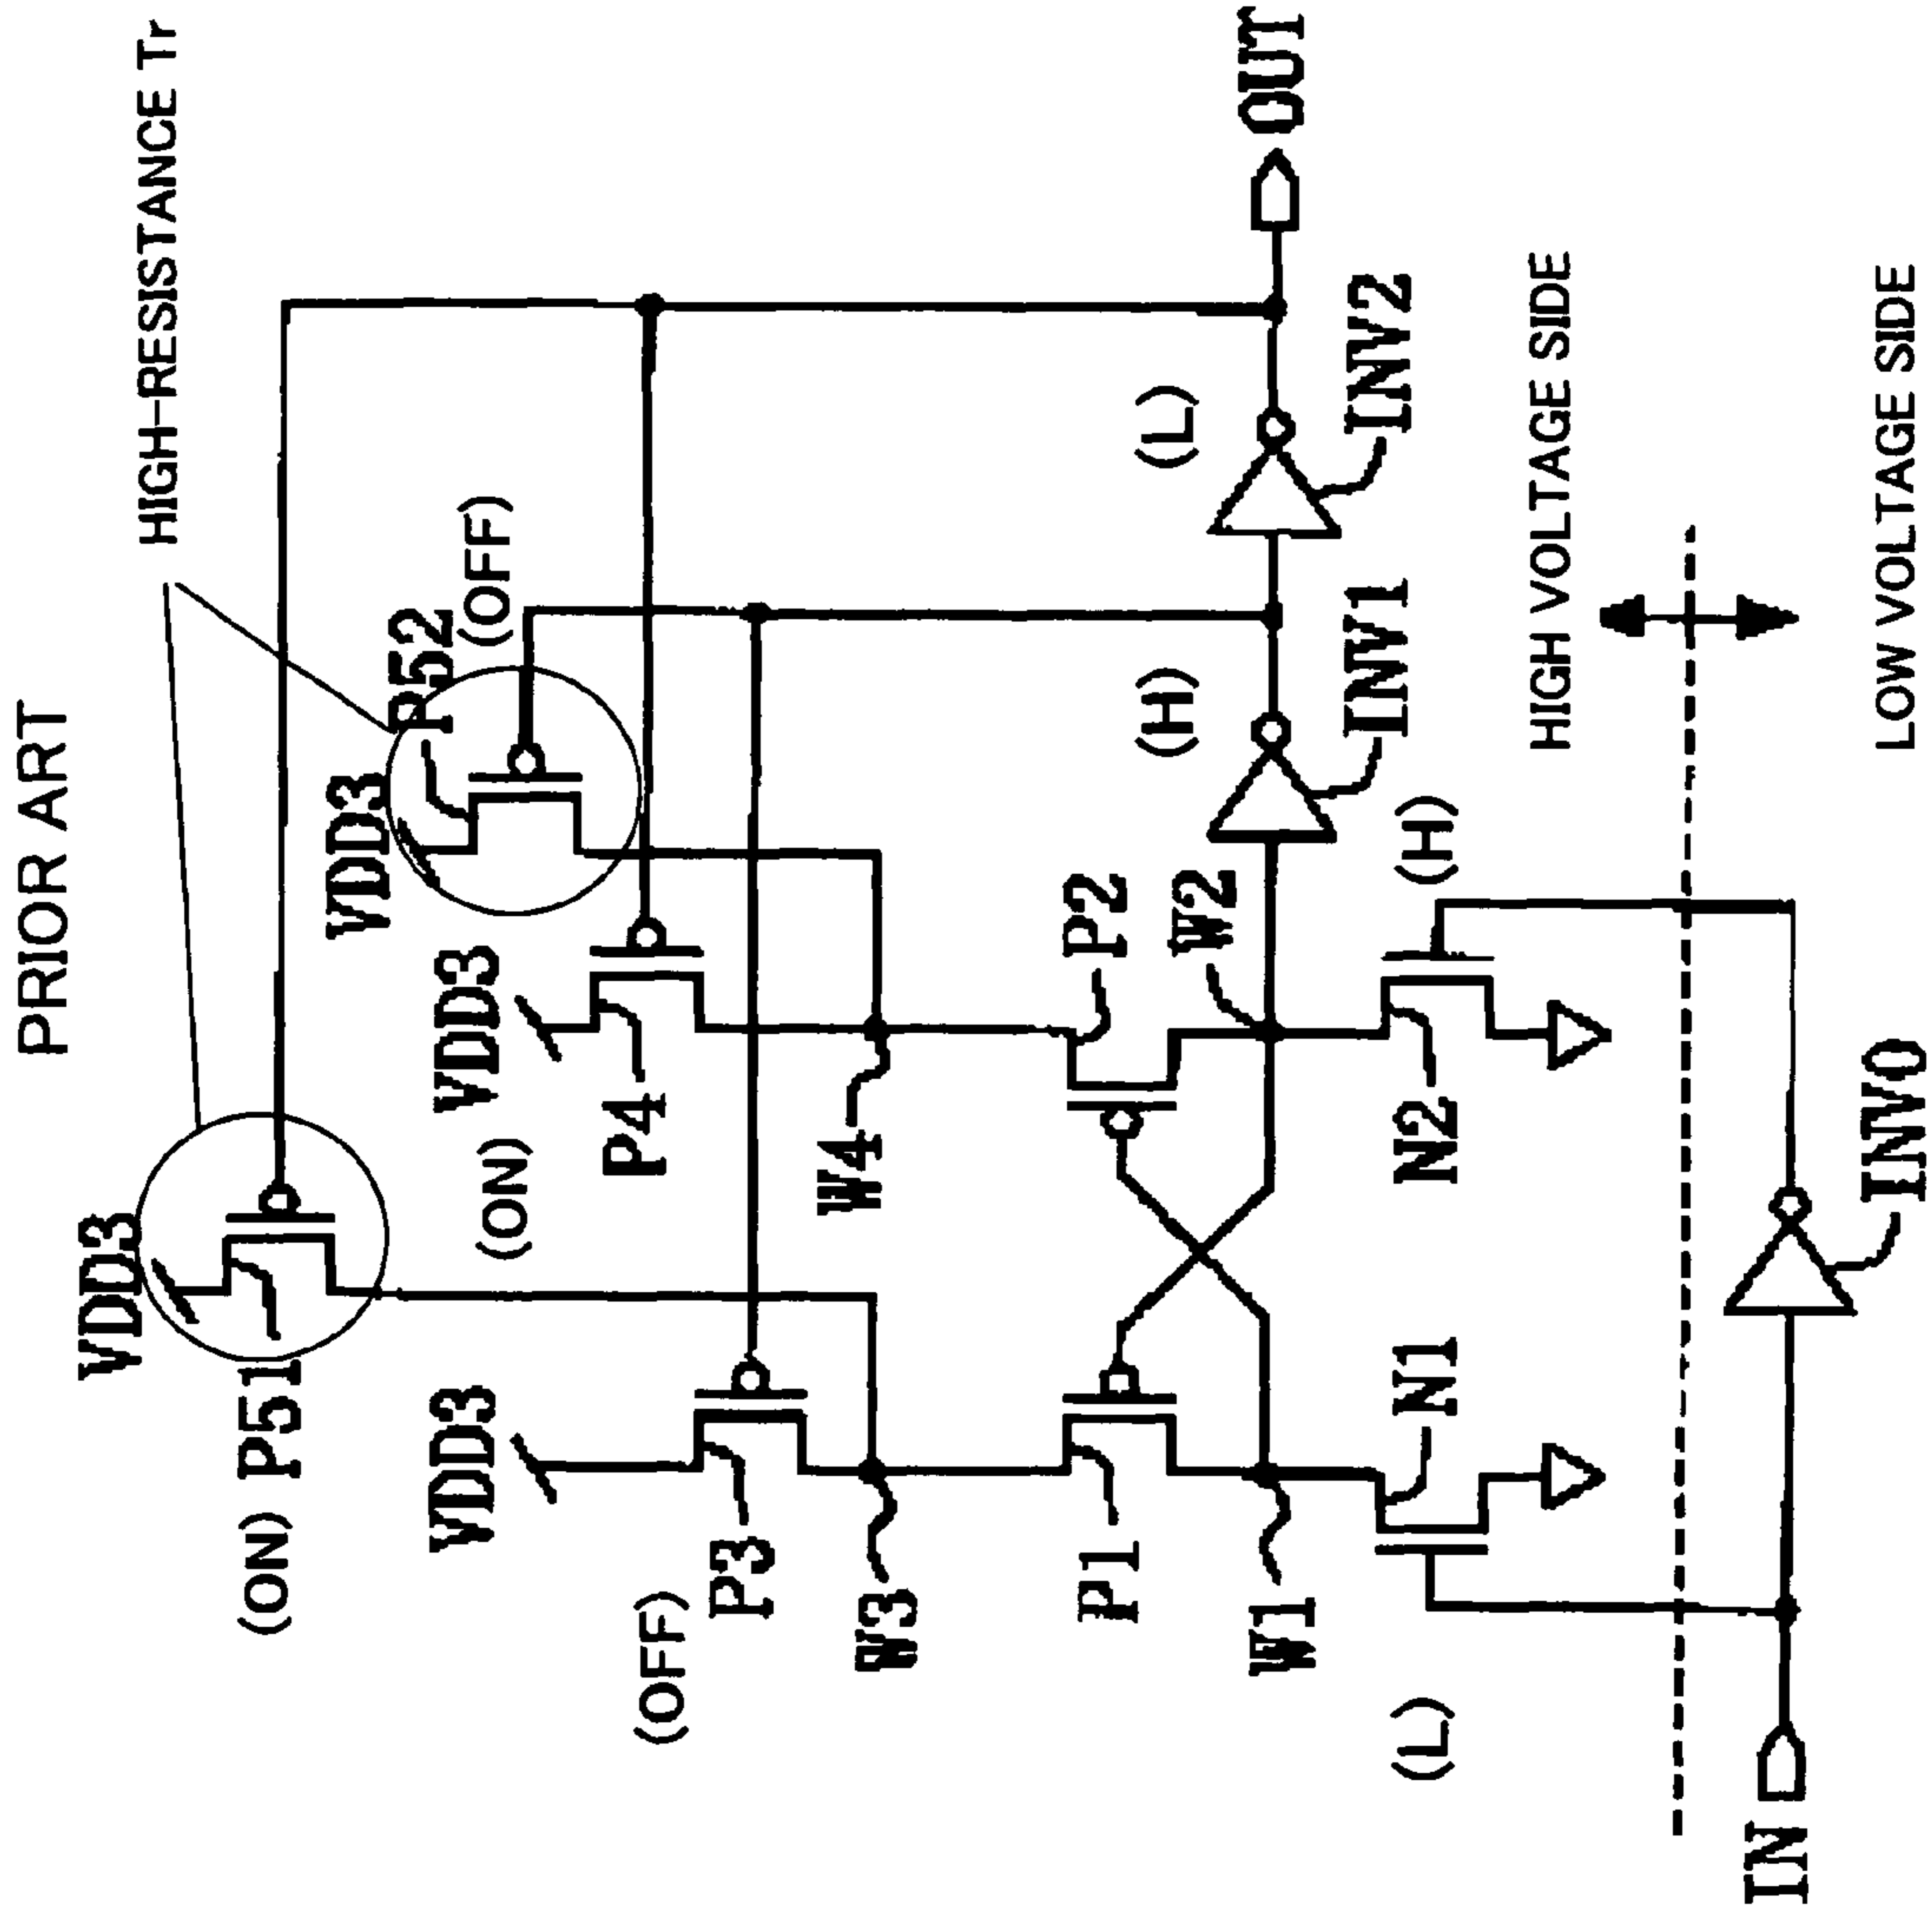 PRIOR ART
HIGH-RESISTANCE Tr
VDD3
(ON) P51
VDD3
P52
(OFF)
VDD3
P3
(OFF)
VDD3
P4
(ON)
W3
W4
P1
P2
W1
W2
N1
(L)
N2
(H)
INV1
(H)
INV2
(L)
OUT
HIGH VOLTAGE SIDE
LOW VOLTAGE SIDE
IN
INV0